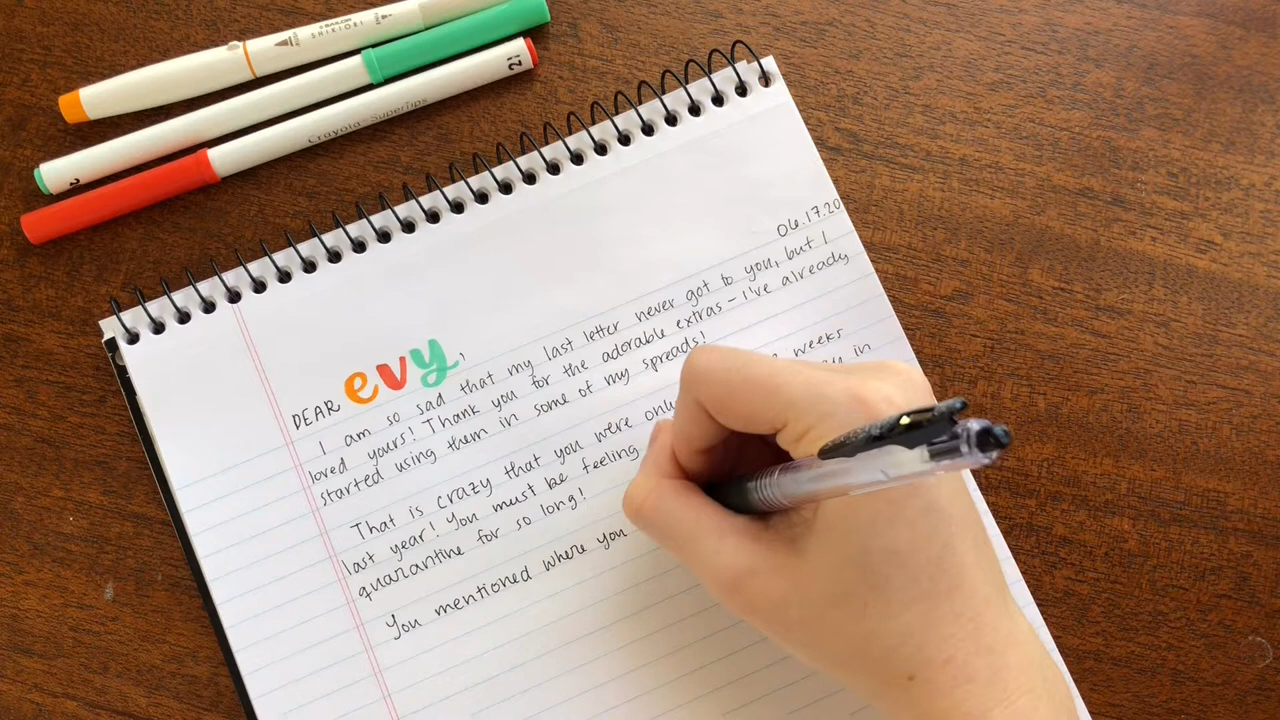 SAILOR
SHIKIORI
Crayola SuperTips
21
2
06.17.20
DEAR evy,
I am so sad that my last letter never got to you, but I
loved yours! Thank you for the adorable extras - I've already
started using them in some of my spreads!
That is crazy that you were only weeks
last year! You must be feeling in
quarantine for so long!
You mentioned where you